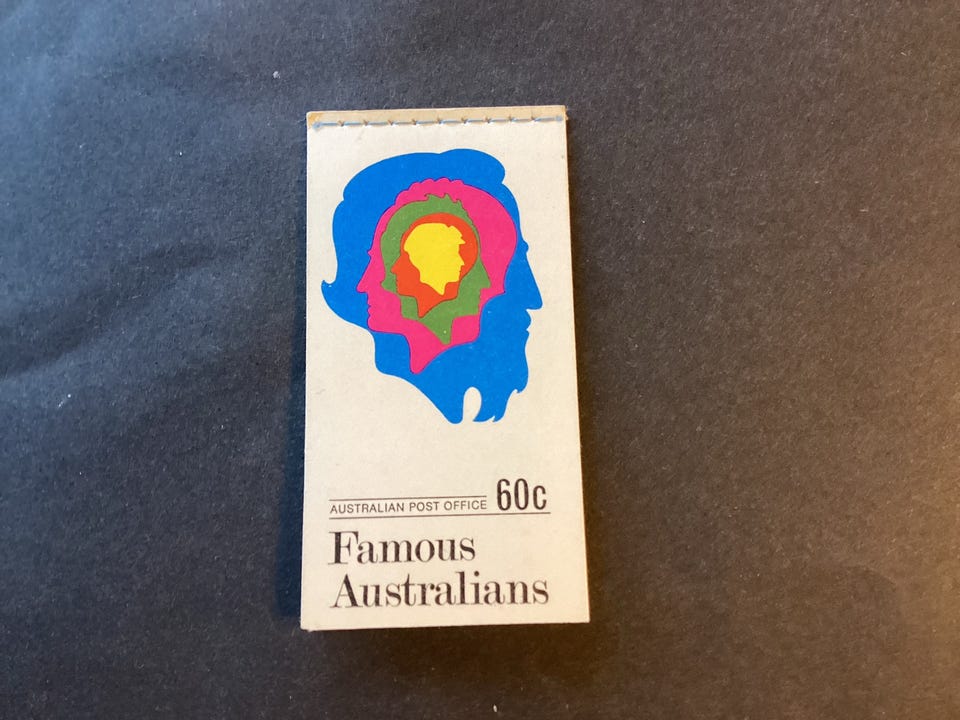 AUSTRALIAN POST OFFICE 60c
Famous
Australians